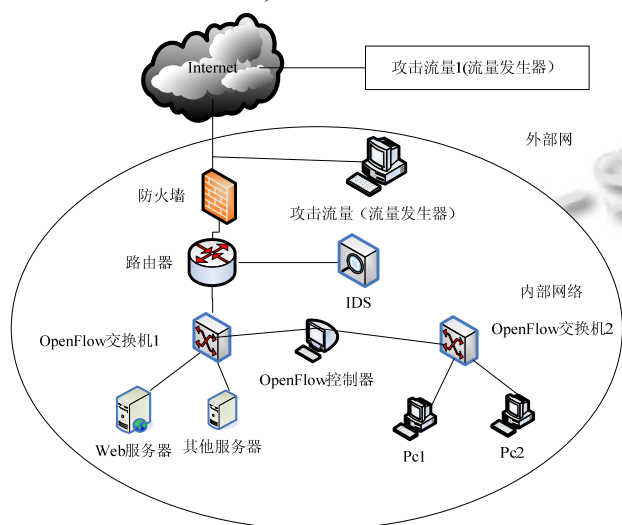 Internet
攻击流量1(流量发生器）
外部网
防火墙
攻击流量（流量发生器）
路由器
IDS
内部网络
OpenFlow交换机1
OpenFlow交换机2
OpenFlow控制器
Web服务器
其他服务器
Pc1
Pc2